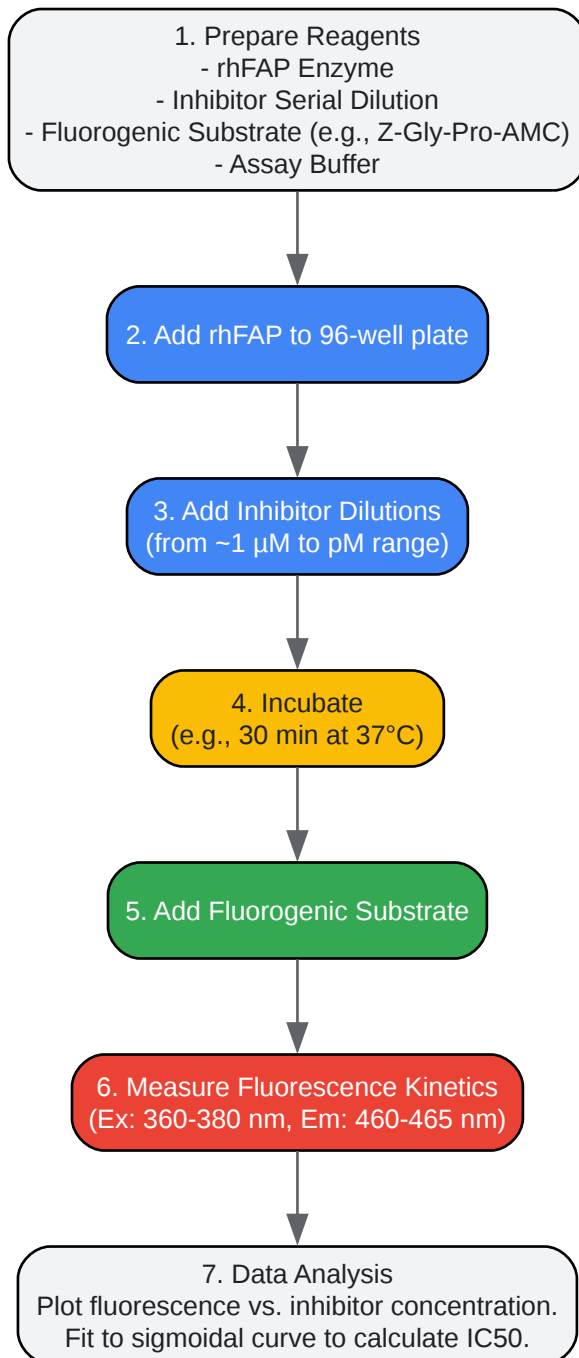 1. Prepare Reagents
- rhFAP Enzyme
- Inhibitor Serial Dilution
- Fluorogenic Substrate (e.g., Z-Gly-Pro-AMC)
- Assay Buffer
2. Add rhFAP to 96-well plate
3. Add Inhibitor Dilutions
(from ~1 µM to pM range)
4. Incubate
(e.g., 30 min at 37°C)
5. Add Fluorogenic Substrate
6. Measure Fluorescence Kinetics
(Ex: 360-380 nm, Em: 460-465 nm)
7. Data Analysis
Plot fluorescence vs. inhibitor concentration.
Fit to sigmoidal curve to calculate IC50.